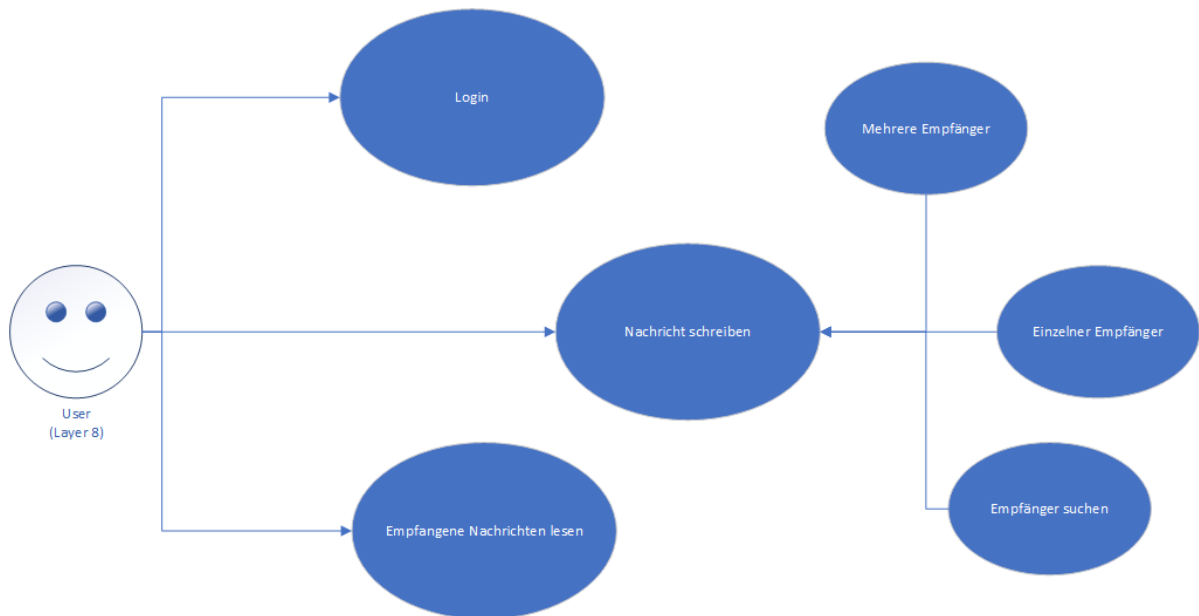 Login
Mehrere Empfänger
Nachricht schreiben
Einzelner Empfänger
User
(Layer 8)
Empfangene Nachrichten lesen
Empfänger suchen